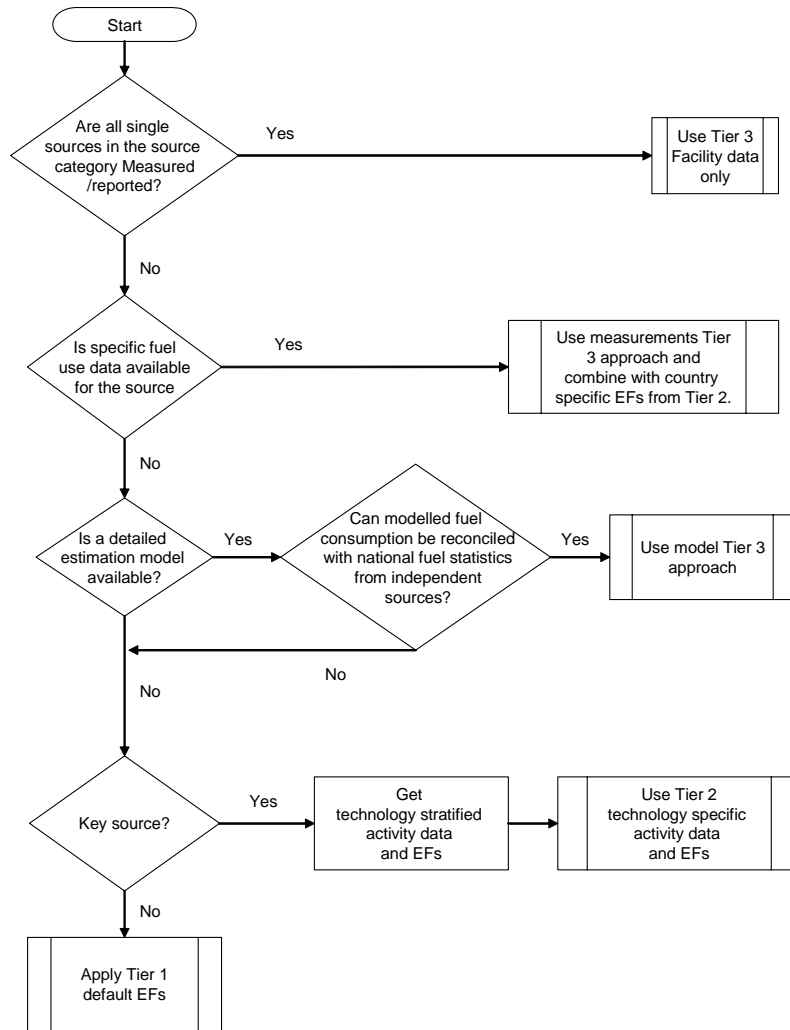 Start
Are all single
sources in the source
category Measured
/reported?
Yes
Use Tier 3
Facility data
only
No
Is specific fuel
use data available
for the source
Yes
Use measurements Tier
3 approach and
combine with country
specific EFs from Tier 2.
No
Is a detailed
estimation model
available?
Yes
Can modelled fuel
consumption be reconciled
with national fuel statistics
from independent
sources?
Yes
Use model Tier 3
approach
No
No
Key source?
Yes
Get
technology stratified
activity data
and EFs
Use Tier 2
technology specific
activity data
and EFs
No
Apply Tier 1
default EFs